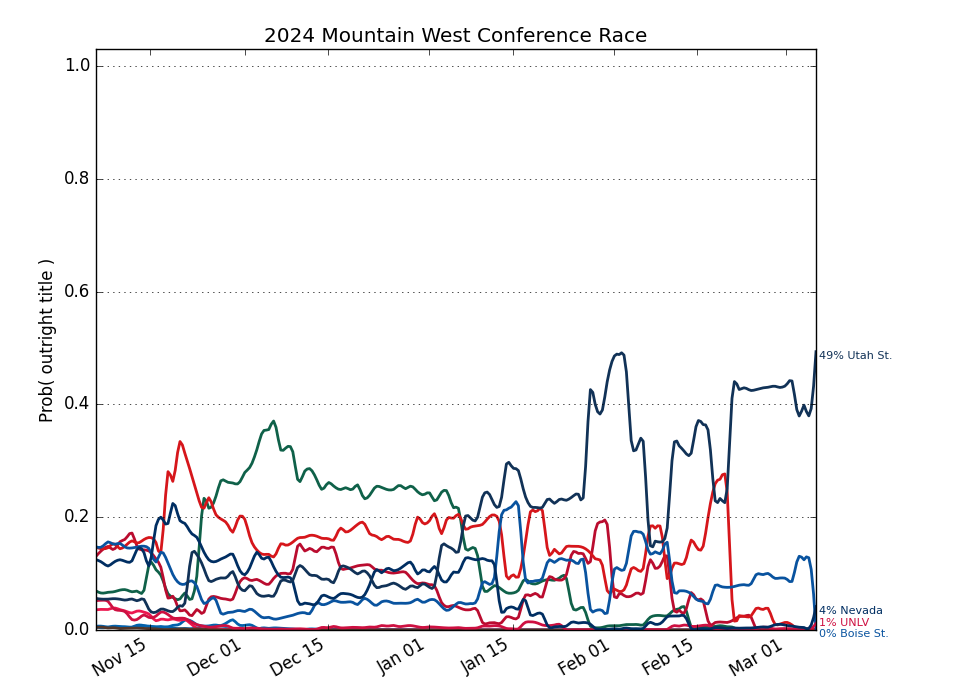 2024 Mountain West Conference Race
Prob( outright title )
1.0
0.8
0.6
0.4
0.2
0.0
49% Utah St.
4% Nevada
1% UNLV
0% Boise St.
Nov 15
Dec 01
Dec 15
Jan 01
Jan 15
Feb 01
Feb 15
Mar 01